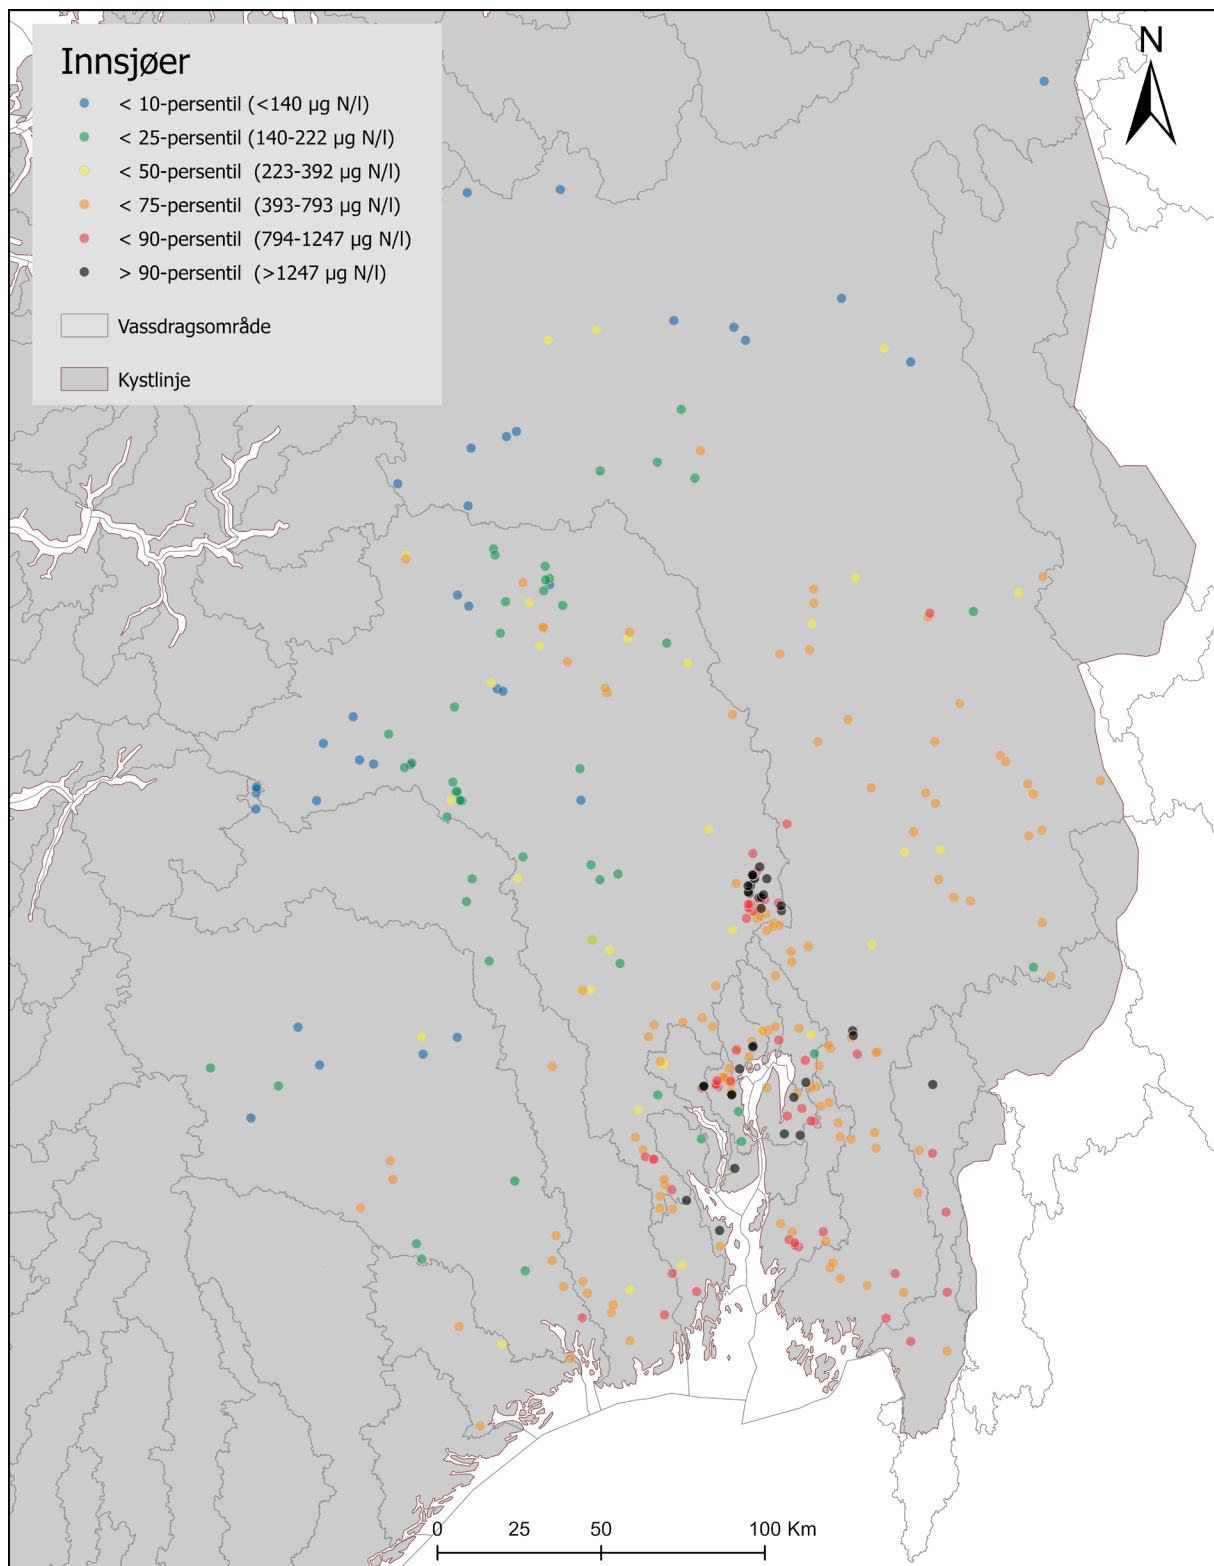 Innsjøer
< 10-persentil (<140 µg N/l)
< 25-persentil (140-222 µg N/l)
< 50-persentil (223-392 µg N/l)
< 75-persentil (393-793 µg N/l)
< 90-persentil (794-1247 µg N/l)
> 90-persentil (>1247 µg N/l)
Vassdragsområde
Kystlinje
N
0 25 50 100 Km